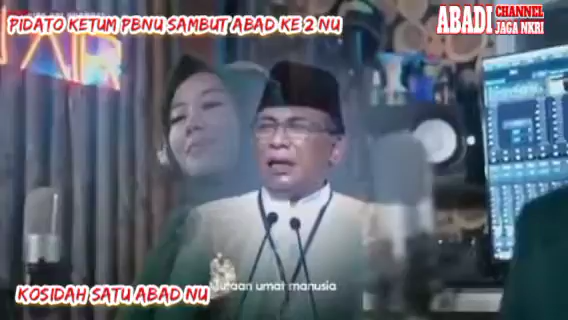 PIDATO KETUM PBNU SAMBUT ABAD KE 2 NU
ABADI CHANNEL
JAGA NKRI
KOSIDAH SATU ABAD NU
umat manusia